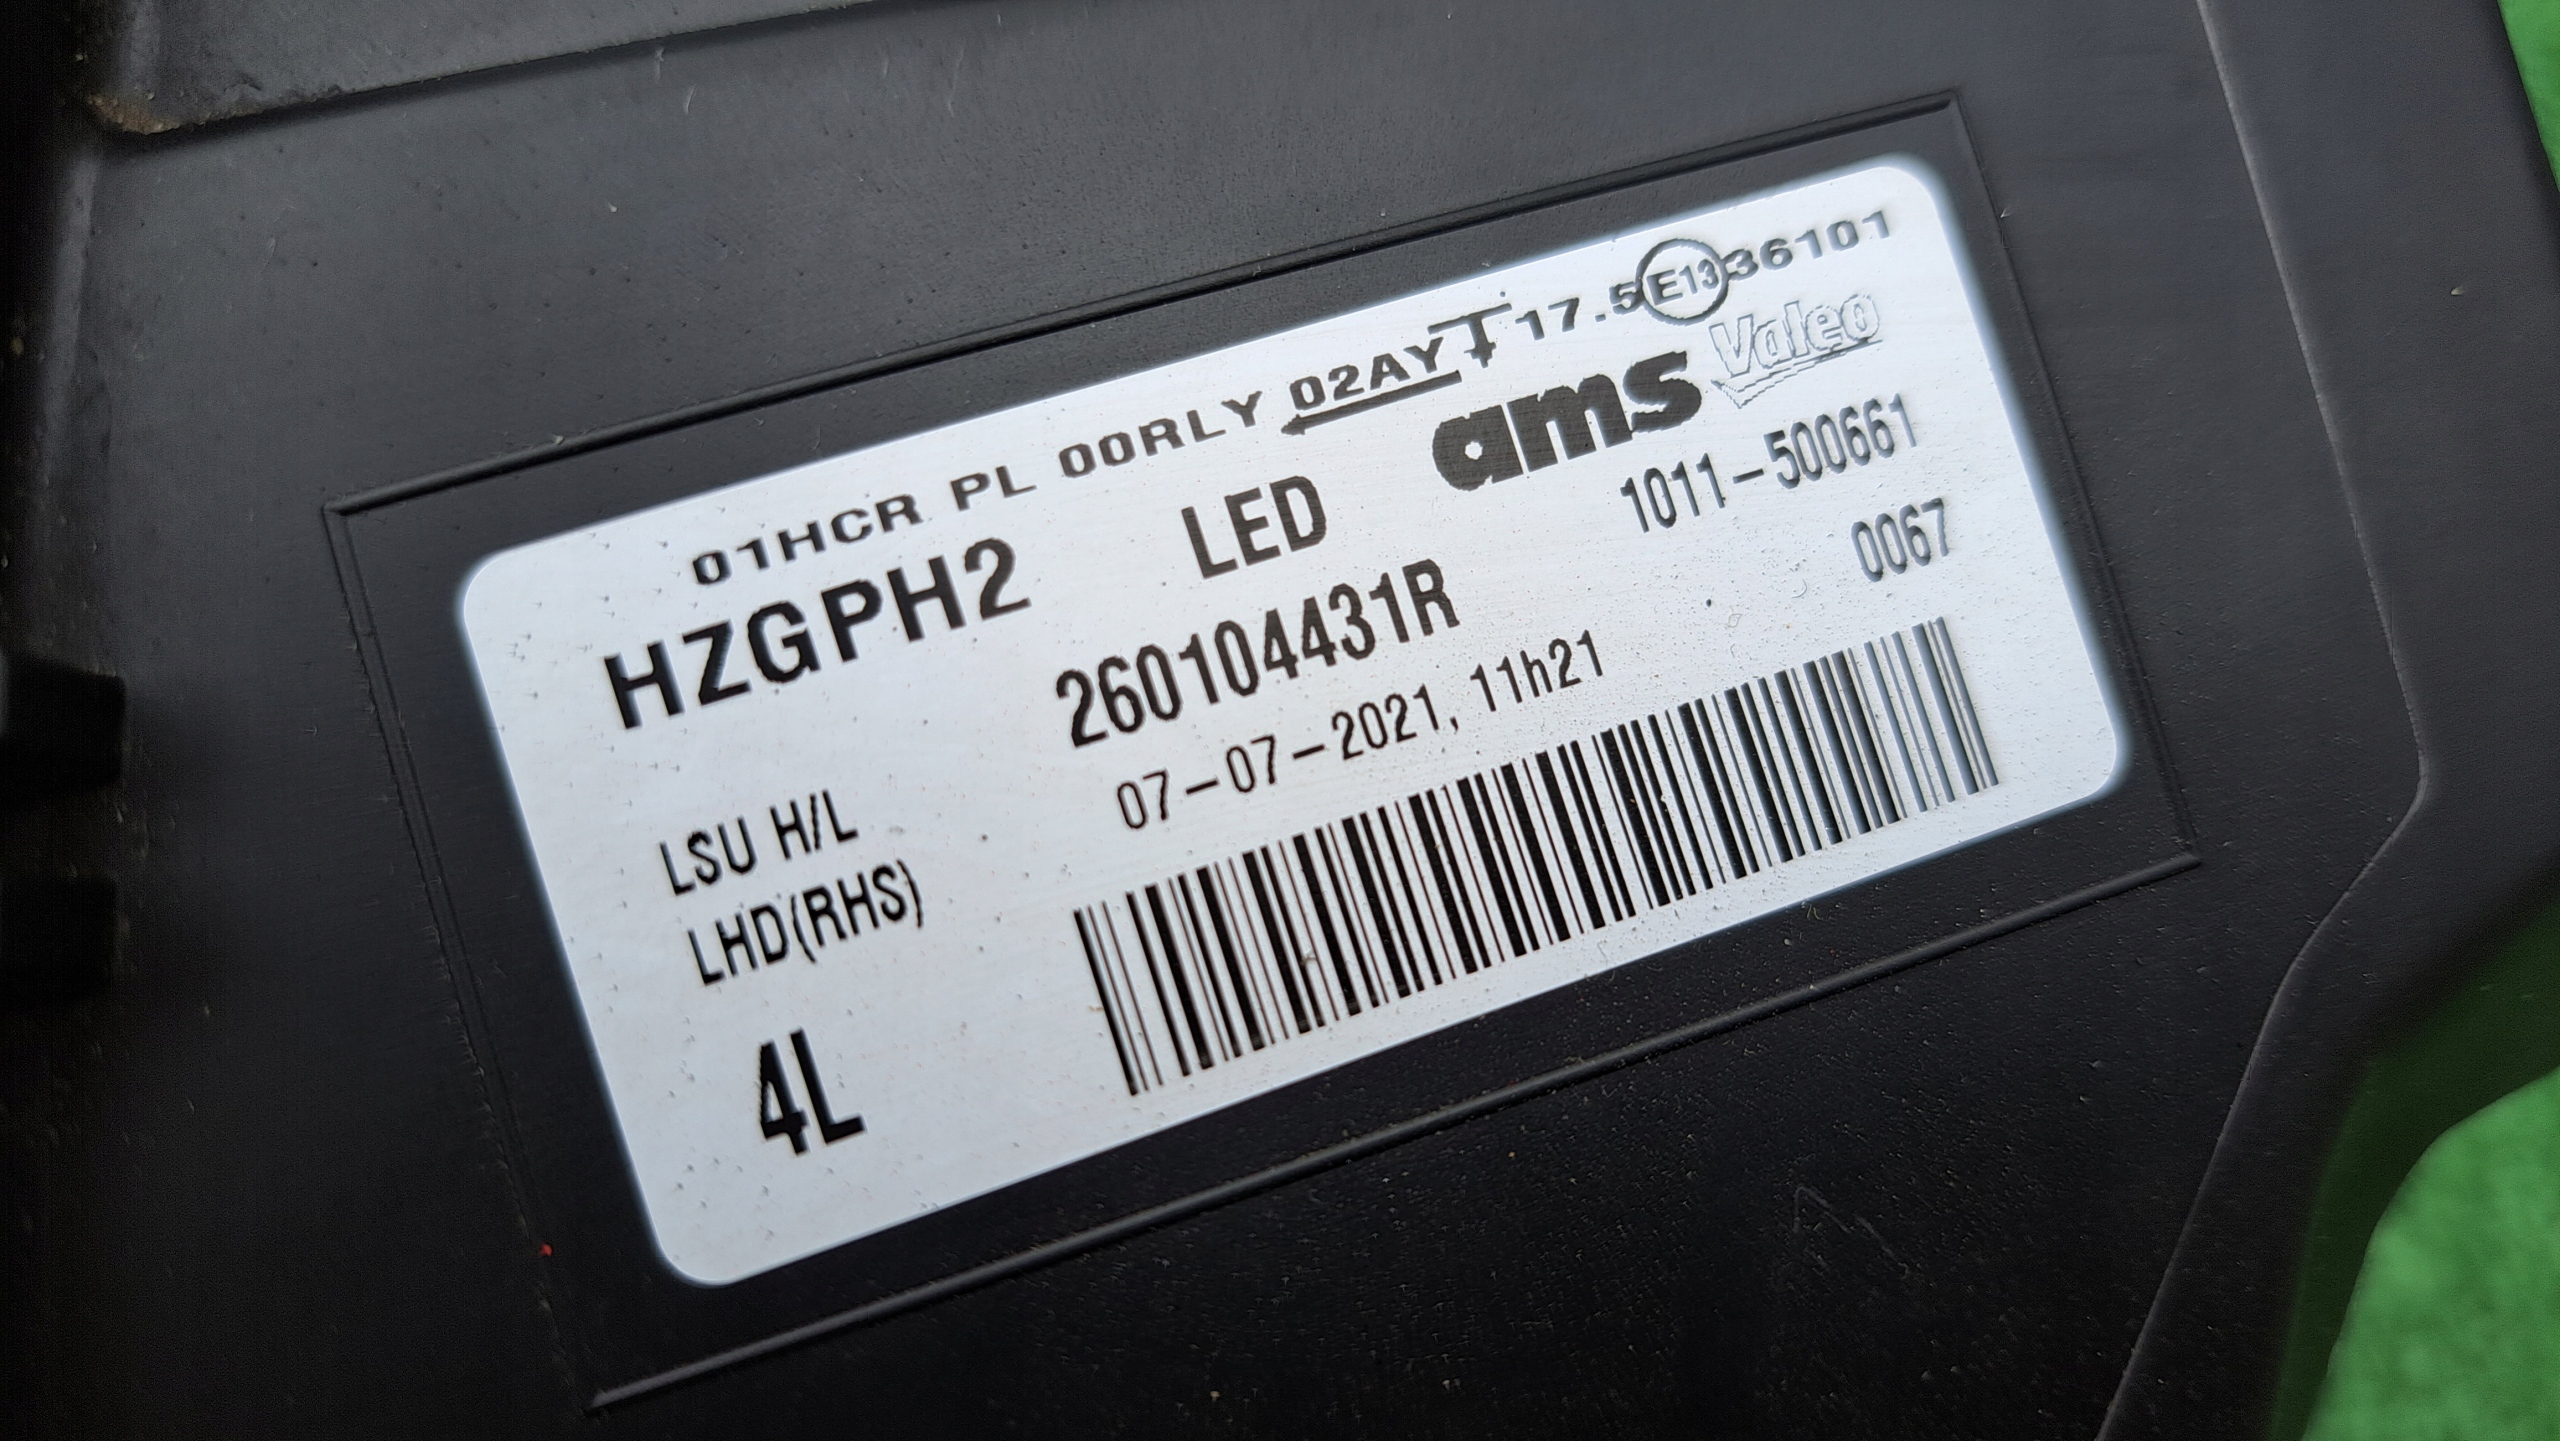 01HCR PL 00RLY 02AY T 17.5 E13 36101
HZGPH2 LED ams Valeo
260104431R 1011-500661
07-07-2021, 11h21 0067
LSU H/L
LHD(RHS)
4L